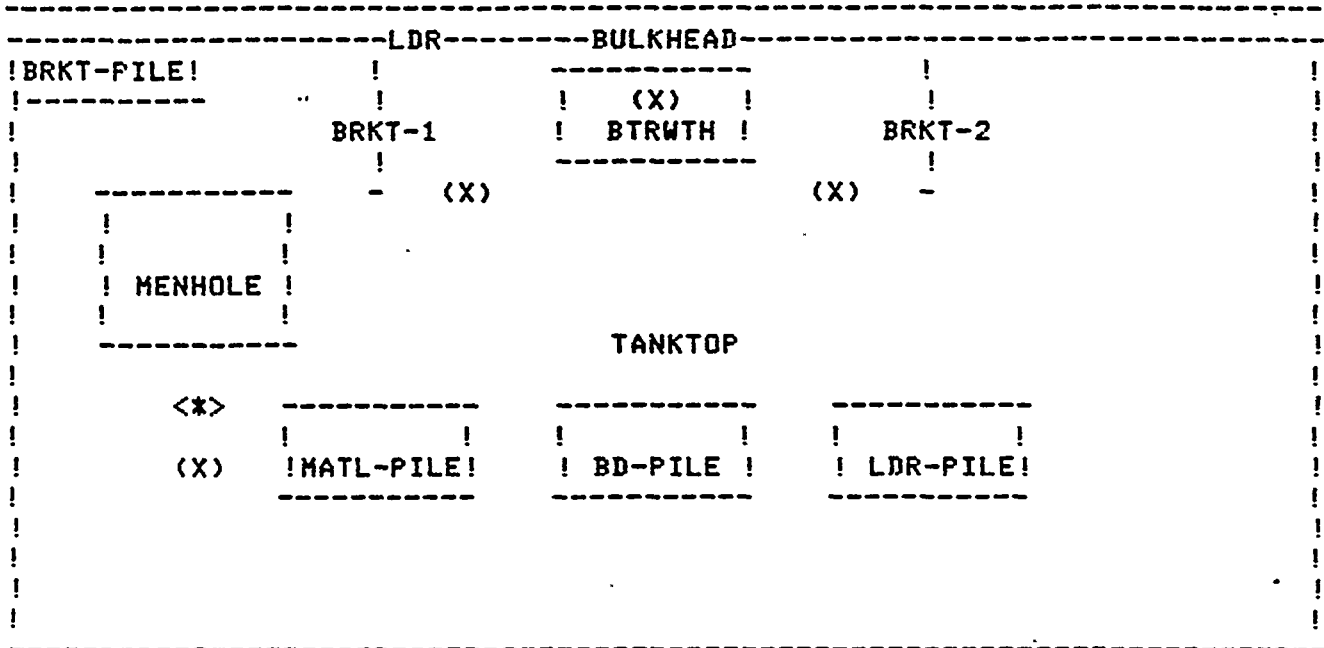 LDR BULKHEAD
BRKT-PILE
(X)
BRKT-1 BTRWTH BRKT-2
(X) (X)
MENHOLE
TANKTOP
<*>
(X) MATL-PILE BD-PILE LDR-PILE